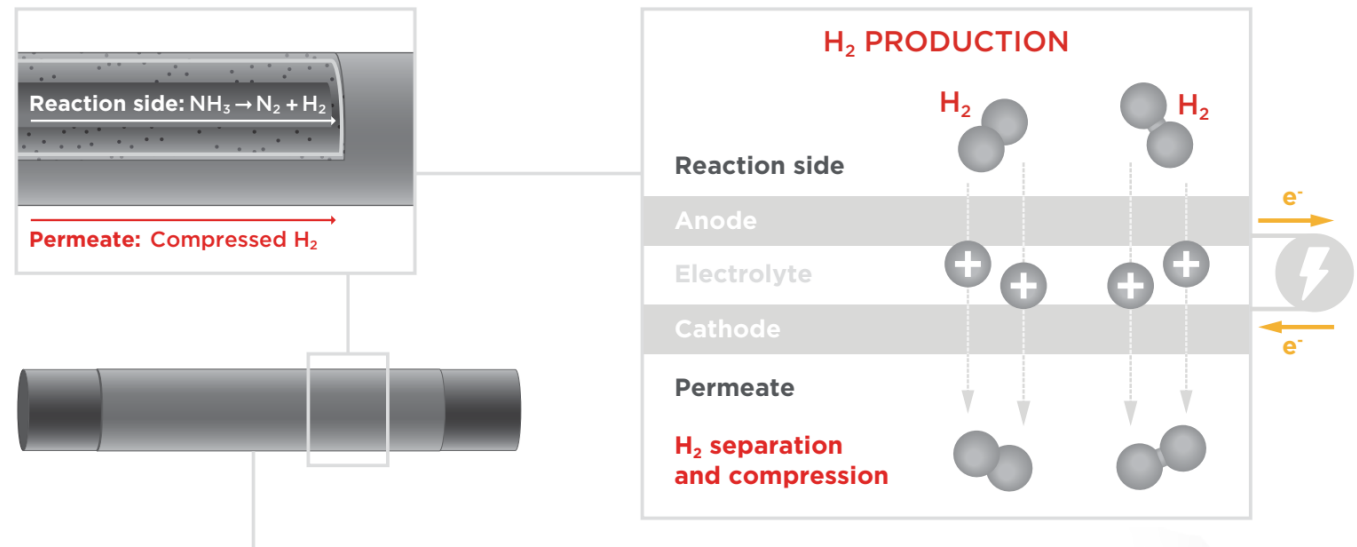 Reaction side: NH₃ → N₂ + H₂
Permeate: Compressed H₂
H₂ PRODUCTION
H₂
H₂
Reaction side
Anode
e⁻
Electrolyte
Cathode
e⁻
Permeate
H₂ separation
and compression